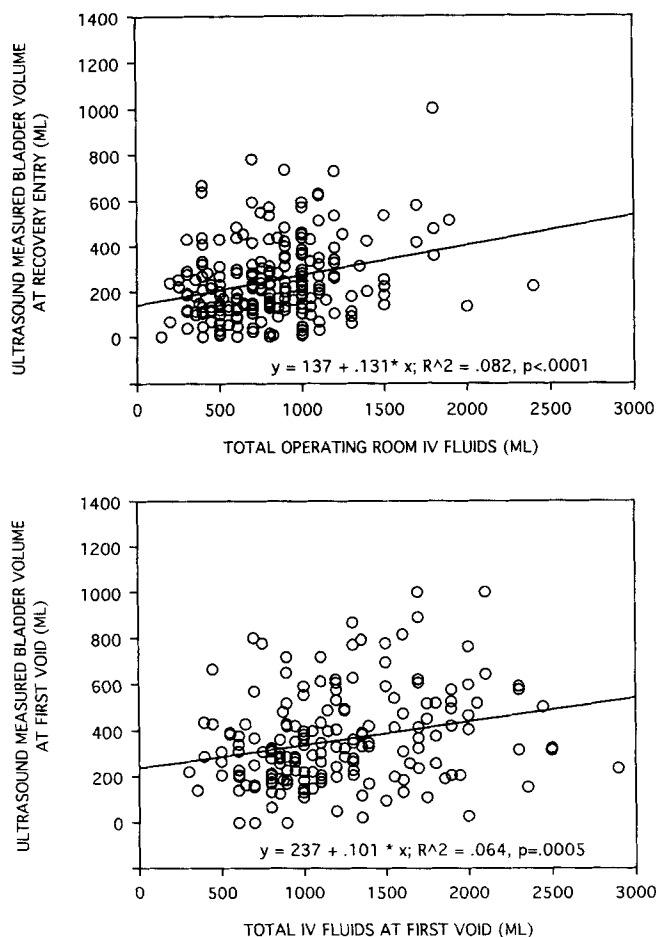 ULTRASOUND MEASURED BLADDER VOLUME
AT RECOVERY ENTRY (ML)
1400
1200
1000
800
600
400
200
0
y = 137 + .131* x; R^2 = .082, p<.0001
0 500 1000 1500 2000 2500 3000
TOTAL OPERATING ROOM IV FLUIDS (ML)
ULTRASOUND MEASURED BLADDER VOLUME
AT FIRST VOID (ML)
1400
1200
1000
800
600
400
200
0
y = 237 + .101 * x; R^2 = .064, p=.0005
0 500 1000 1500 2000 2500 3000
TOTAL IV FLUIDS AT FIRST VOID (ML)